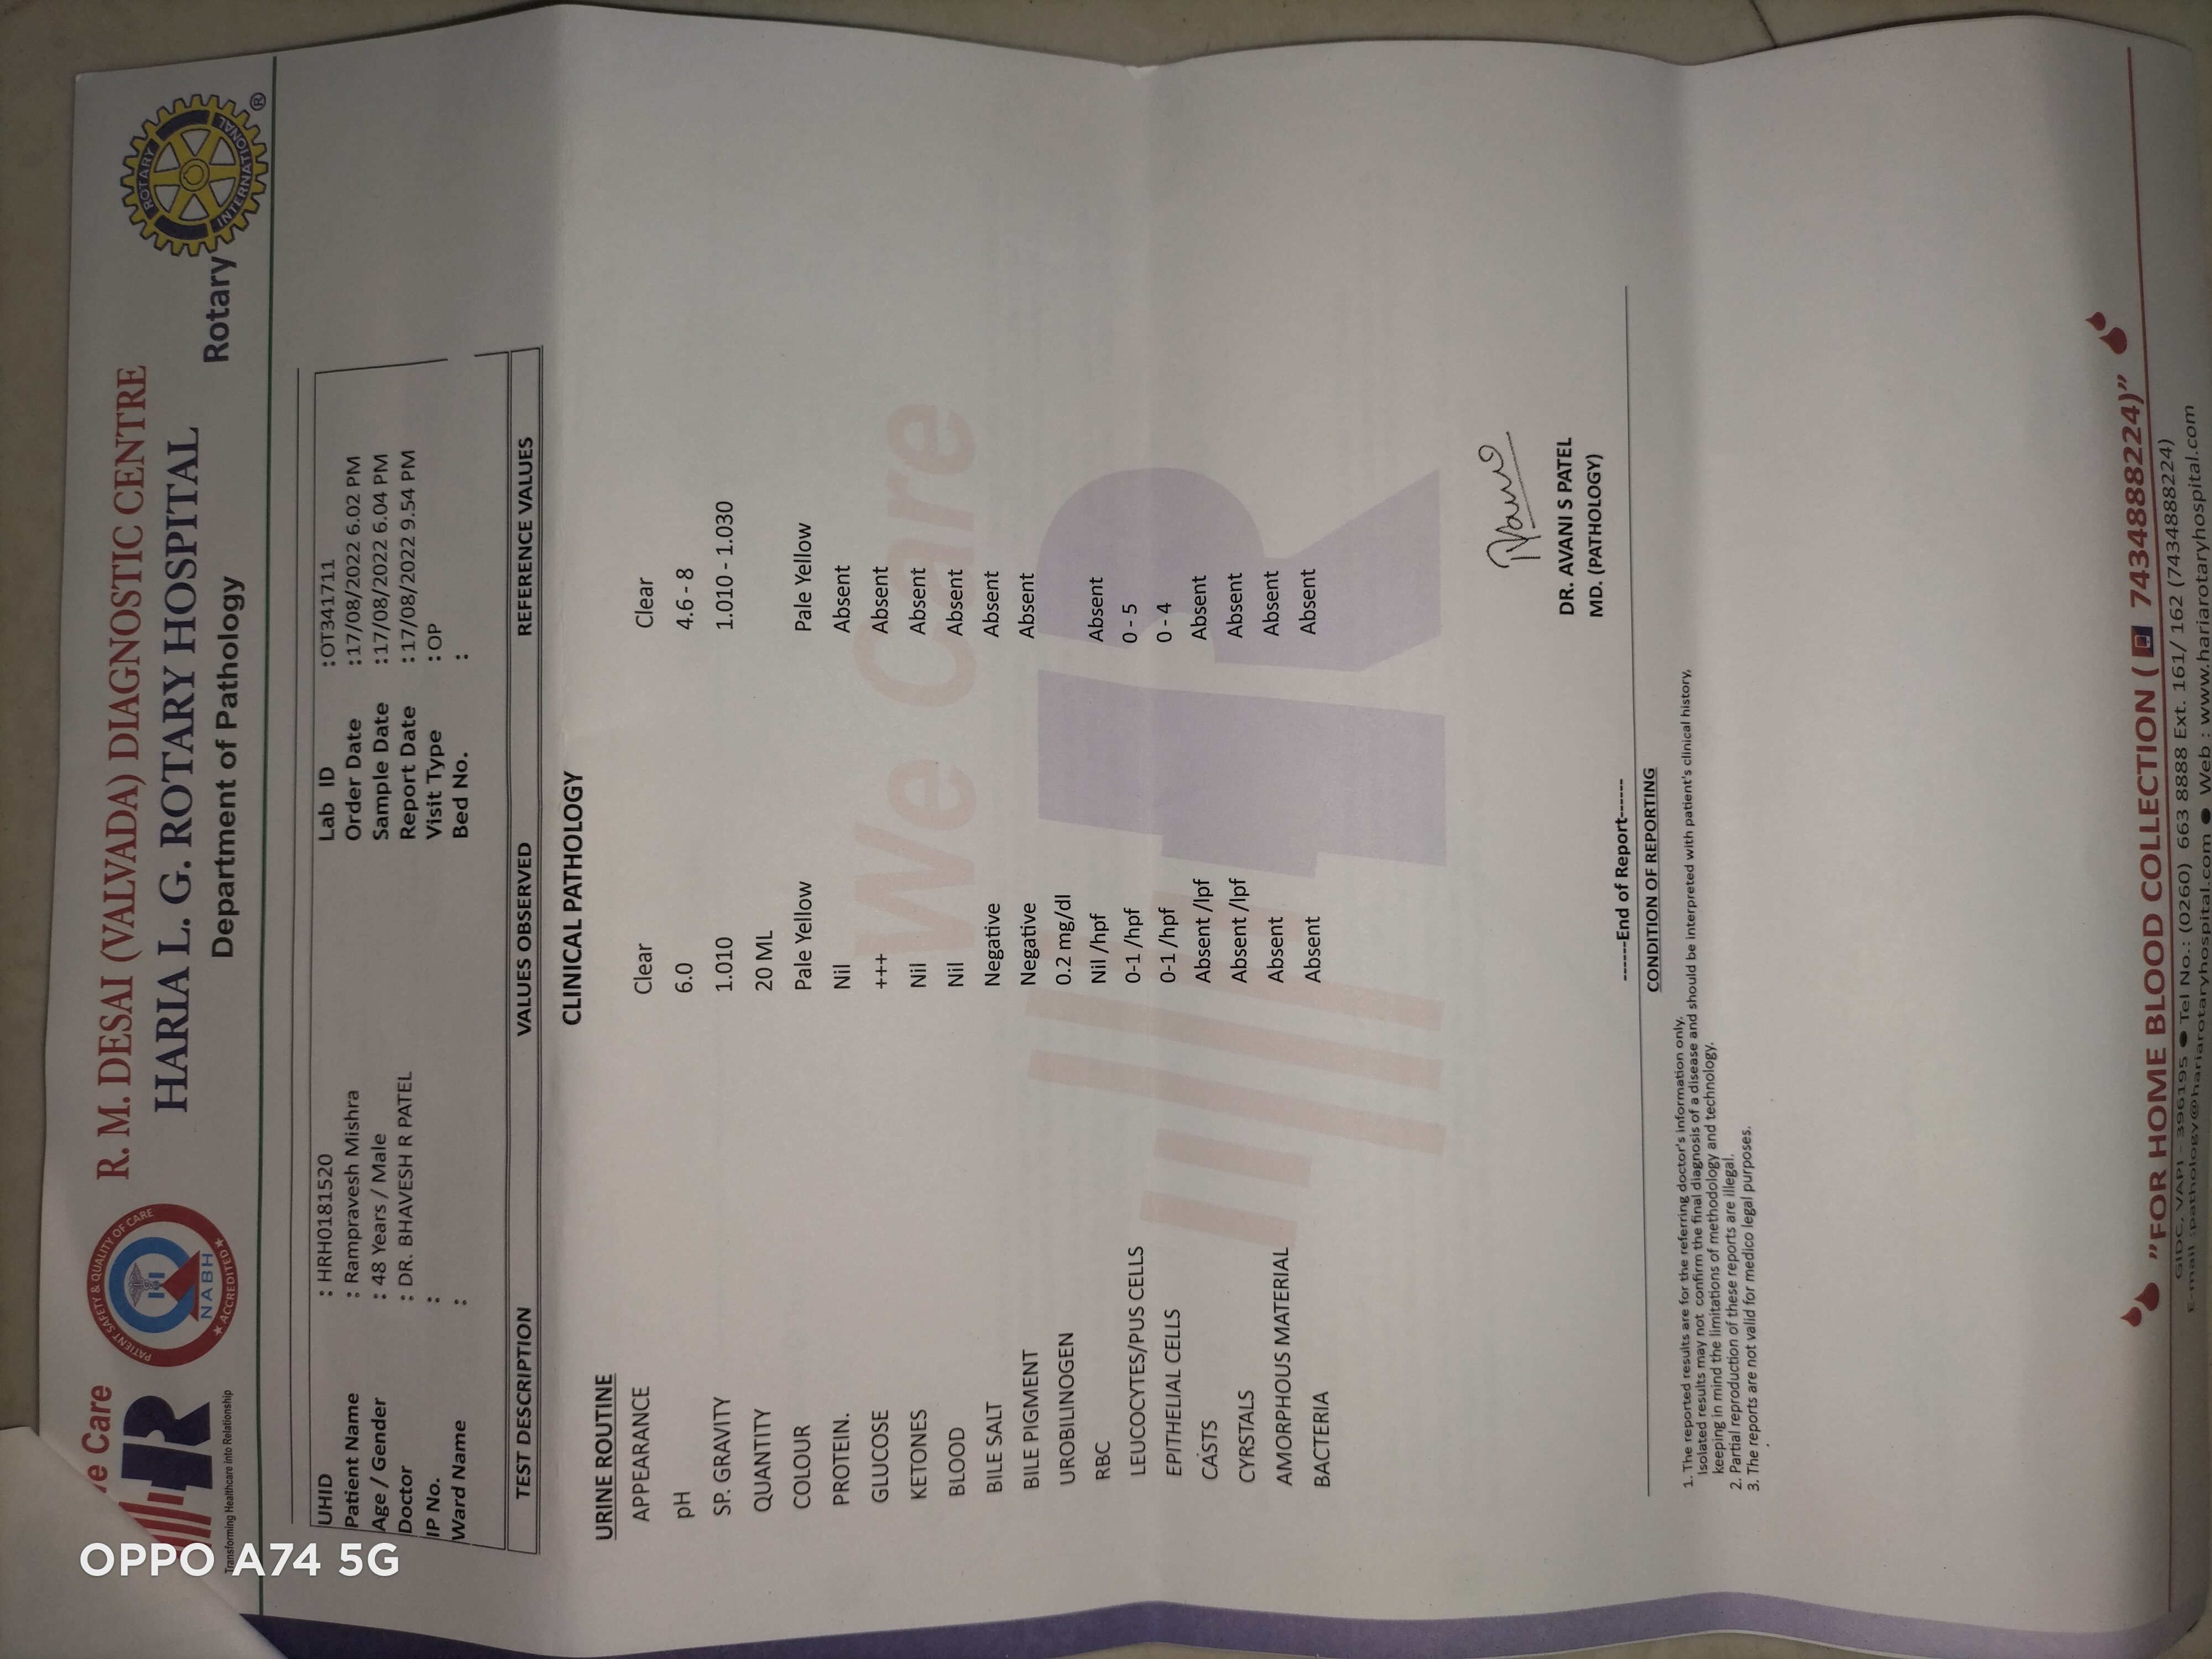 e Care
HR
Transforming Healthcare into Relationship
PATIENT SAFETY & QUALITY OF CARE
NABH
★ ACCREDITED ★
R. M. DESAI (VALVADA) DIAGNOSTIC CENTRE
HARIA L. G. ROTARY HOSPITAL
Department of Pathology
Rotary
ROTARY
INTERNATIONAL
®
UHID : HRH0181520 Lab ID :OT341711
Patient Name : Rampravesh Mishra Order Date :17/08/2022 6.02 PM
Age / Gender : 48 Years / Male Sample Date :17/08/2022 6.04 PM
Doctor : DR. BHAVESH R PATEL Report Date :17/08/2022 9.54 PM
IP No. : Visit Type :OP
Ward Name : Bed No. :
TEST DESCRIPTION VALUES OBSERVED REFERENCE VALUES
CLINICAL PATHOLOGY
URINE ROUTINE
APPEARANCE Clear Clear
pH 6.0 4.6 - 8
SP. GRAVITY 1.010 1.010 - 1.030
QUANTITY 20 ML
COLOUR Pale Yellow Pale Yellow
PROTEIN. Nil Absent
GLUCOSE +++ Absent
KETONES Nil Absent
BLOOD Nil Absent
BILE SALT Negative Absent
BILE PIGMENT Negative Absent
UROBILINOGEN 0.2 mg/dl
RBC Nil /hpf Absent
LEUCOCYTES/PUS CELLS 0-1 /hpf 0 - 5
EPITHELIAL CELLS 0-1 /hpf 0 - 4
CASTS Absent /lpf Absent
CYRSTALS Absent /lpf Absent
AMORPHOUS MATERIAL Absent Absent
BACTERIA Absent Absent
We Care
HR
DR. AVANI S PATEL
MD. (PATHOLOGY)
------End of Report------
CONDITION OF REPORTING
1. The reported results are for the referring doctor's information only.
Isolated results may not confirm the final diagnosis of a disease and should be interpreted with patient's clinical history,
keeping in mind the limitations of methodology and technology.
2. Partial reproduction of these reports are illegal.
3. The reports are not valid for medico legal purposes.
"FOR HOME BLOOD COLLECTION ( 7434888224)"
GIDC, VAPI - 396195 ● Tel No.: (0260) 663 8888 Ext. 161/ 162 (7434888224)
E-mail :pathology@hariarotaryhospital.com ● Web : www.hariarotaryhospital.com
OPPO A74 5G